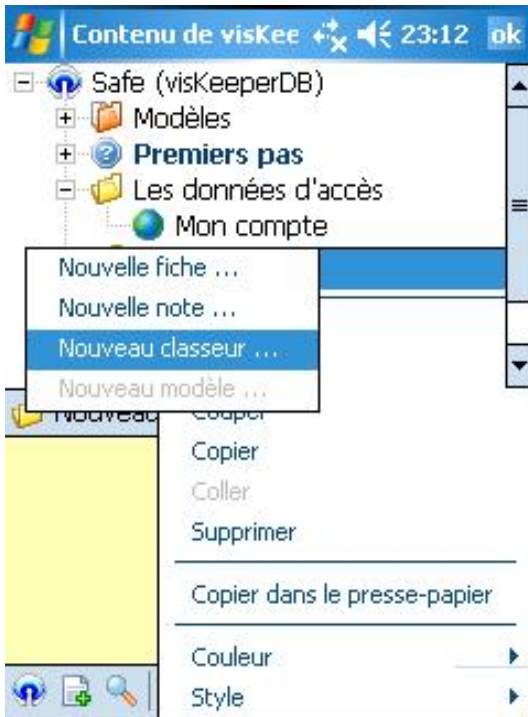 Contenu de visKee 23:12 ok
Safe (visKeeperDB)
Modèles
Premiers pas
Les données d'accès
Mon compte
Nouvelle fiche ...
Nouvelle note ...
Nouveau classeur ...
Nouveau modèle ...
Nouveau
Couper
Copier
Coller
Supprimer
Copier dans le presse-papier
Couleur
Style